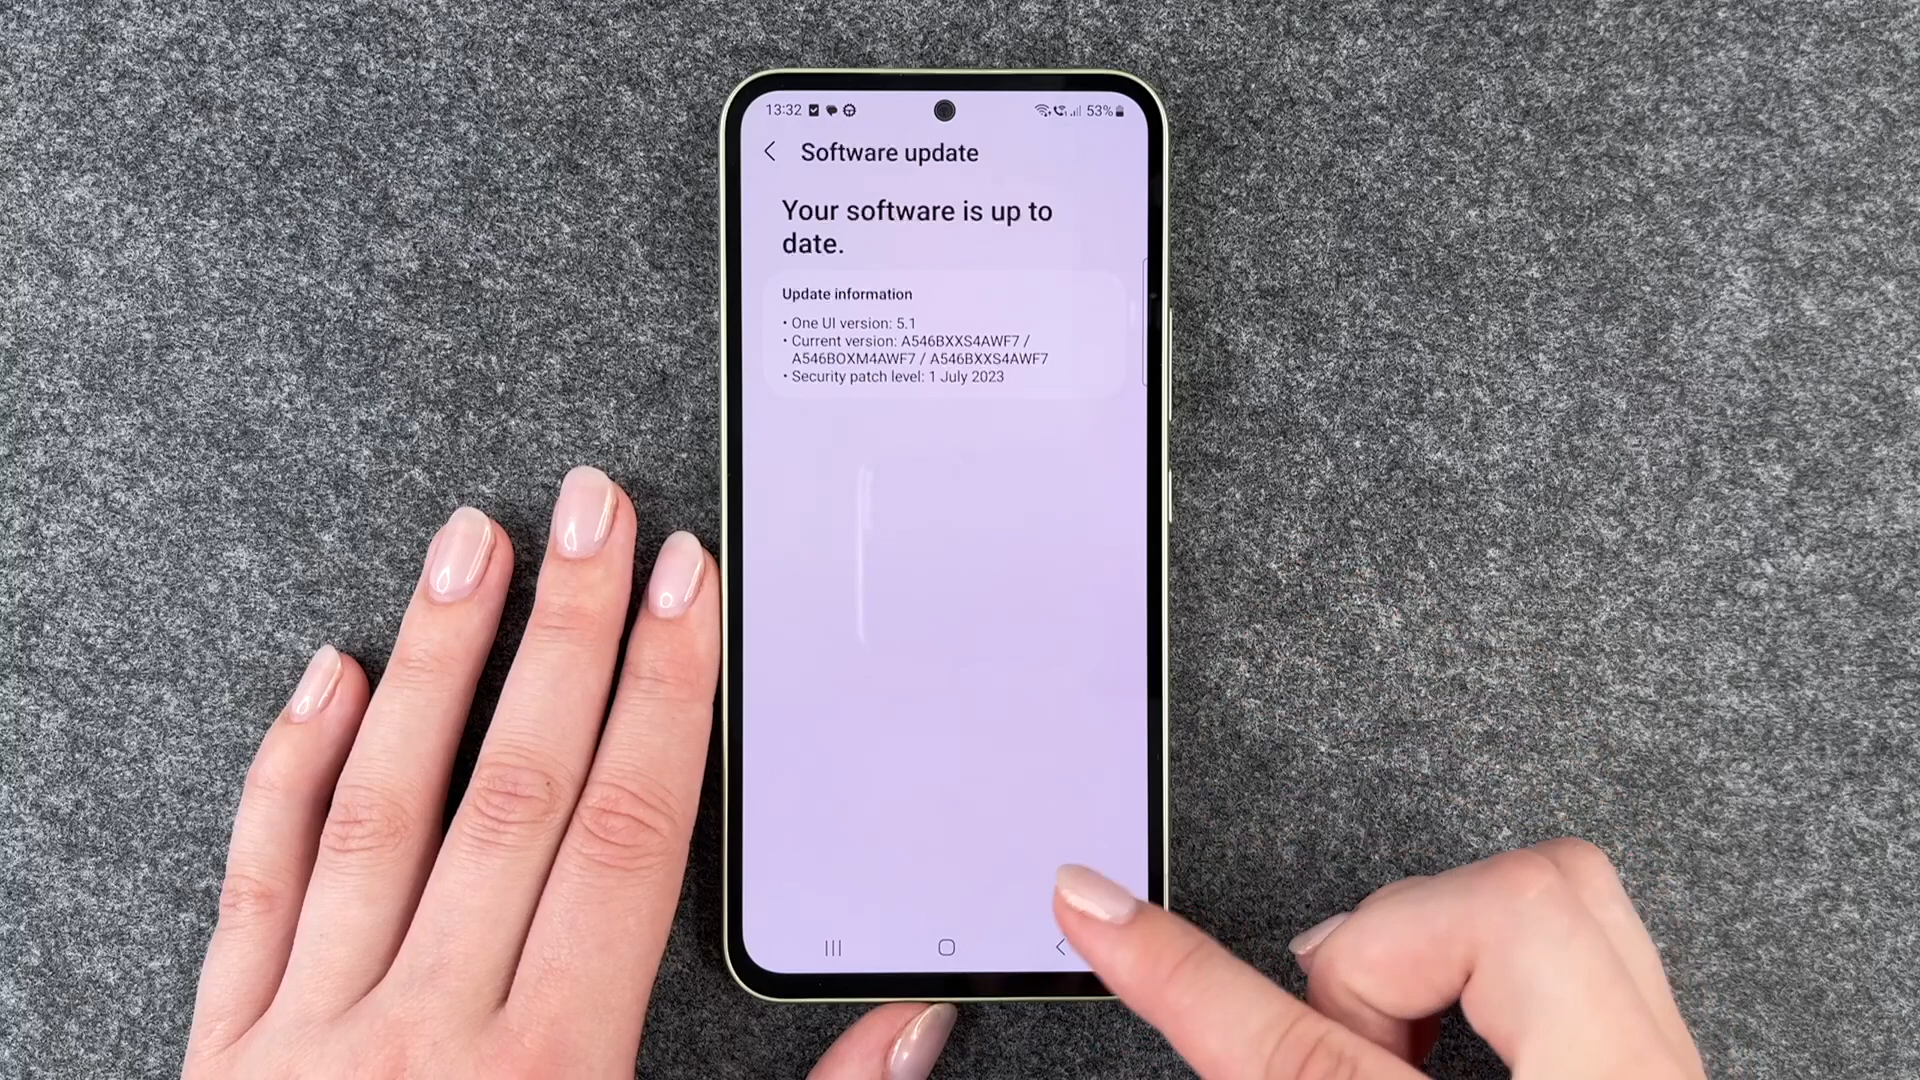 13:32 53%
Software update
Your software is up to
date.
Update information
• One UI version: 5.1
• Current version: A546BXXS4AWF7 /
A546BOXM4AWF7 / A546BXXS4AWF7
• Security patch level: 1 July 2023